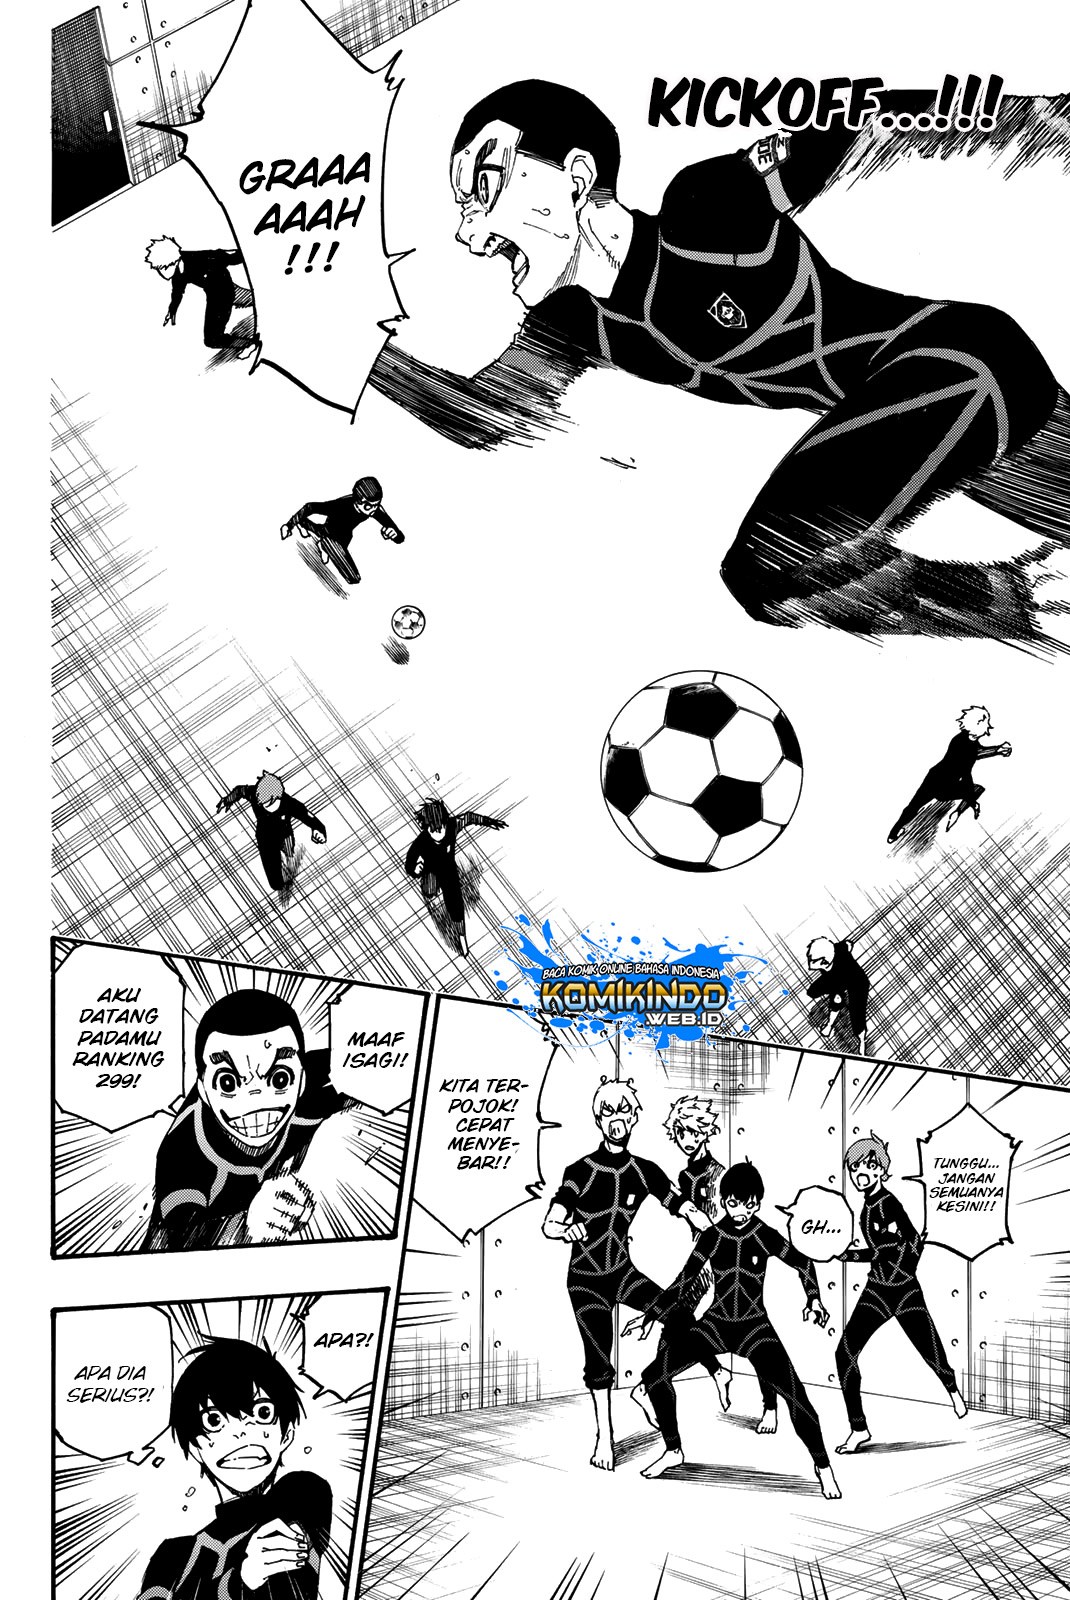 KICKOFF....!!!
GRAAA
AAAH
!!!
BACA KOMIK ONLINE BAHASA INDONESIA
KOMIKINDO
WEB.ID
MAAF
ISAGI!
AKU
DATANG
PADAMU
RANKING
299!
KITA TER-
POJOK!
CEPAT
MENYE-
BAR!!
GH...
TUNGGU...
JANGAN
SEMUANYA
KESINI!!
APA?!
APA DIA
SERIUS?!